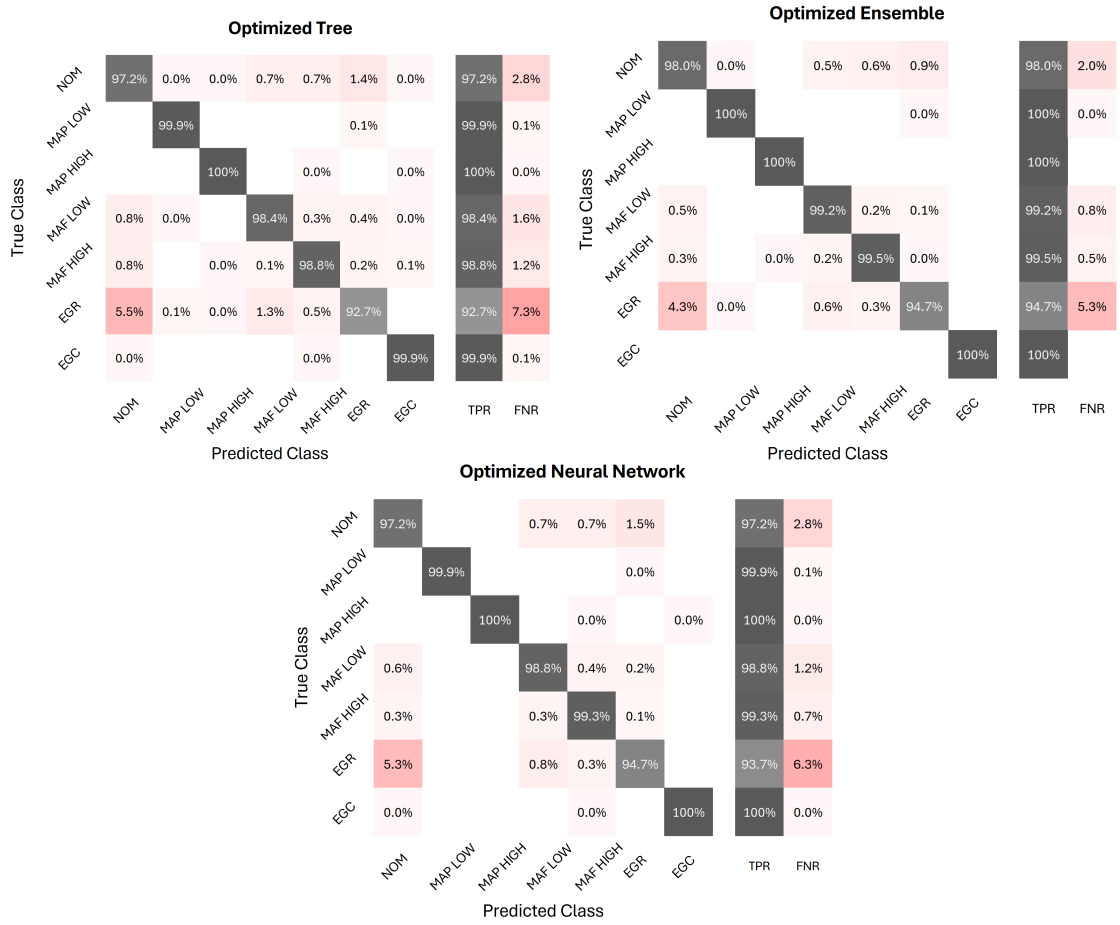 Optimized Tree
True Class
NOM 97.2% 0.0% 0.0% 0.7% 0.7% 1.4% 0.0% 97.2% 2.8%
MAP LOW 99.9% 0.1% 99.9% 0.1%
MAP HIGH 100% 0.0% 0.0% 100% 0.0%
MAF LOW 0.8% 0.0% 98.4% 0.3% 0.4% 0.0% 98.4% 1.6%
MAF HIGH 0.8% 0.0% 0.1% 98.8% 0.2% 0.1% 98.8% 1.2%
EGR 5.5% 0.1% 0.0% 1.3% 0.5% 92.7% 92.7% 7.3%
EGC 0.0% 0.0% 99.9% 99.9% 0.1%
NOM MAP LOW MAP HIGH MAF LOW MAF HIGH EGR EGC TPR FNR
Predicted Class
Optimized Ensemble
True Class
NOM 98.0% 0.0% 0.5% 0.6% 0.9% 98.0% 2.0%
MAP LOW 100% 0.0% 100% 0.0%
MAP HIGH 100% 100%
MAF LOW 0.5% 99.2% 0.2% 0.1% 99.2% 0.8%
MAF HIGH 0.3% 0.0% 0.2% 99.5% 0.0% 99.5% 0.5%
EGR 4.3% 0.0% 0.6% 0.3% 94.7% 94.7% 5.3%
EGC 100% 100%
NOM MAP LOW MAP HIGH MAF LOW MAF HIGH EGR EGC TPR FNR
Predicted Class
Optimized Neural Network
True Class
NOM 97.2% 0.7% 0.7% 1.5% 97.2% 2.8%
MAP LOW 99.9% 0.0% 99.9% 0.1%
MAP HIGH 100% 0.0% 0.0% 100% 0.0%
MAF LOW 0.6% 98.8% 0.4% 0.2% 98.8% 1.2%
MAF HIGH 0.3% 0.3% 99.3% 0.1% 99.3% 0.7%
EGR 5.3% 0.8% 0.3% 94.7% 93.7% 6.3%
EGC 0.0% 0.0% 100% 100% 0.0%
NOM MAP LOW MAP HIGH MAF LOW MAF HIGH EGR EGC TPR FNR
Predicted Class